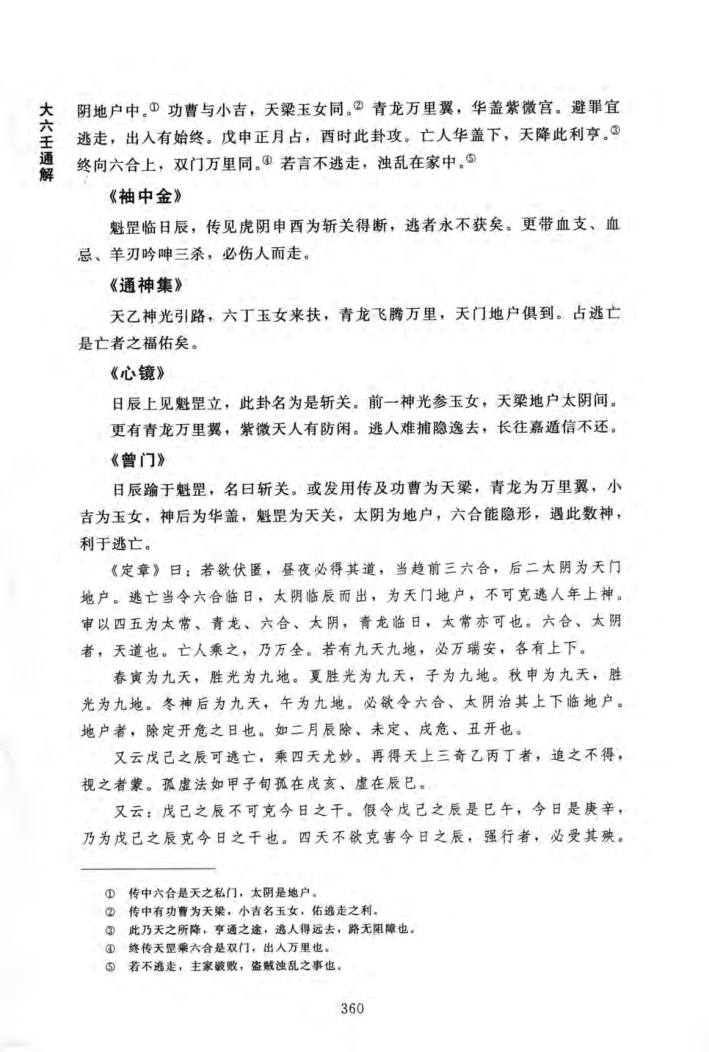 大六壬通解
阴地户中。① 功曹与小吉，天梁玉女同。② 青龙万里翼，华盖紫微宫。避罪宜
逃走，出入有始终。戊申正月占，酉时此卦攻。亡人华盖下，天降此利亨。③
终向六合上，双门万里同。④ 若言不逃走，浊乱在家中。⑤
《袖中金》
魁罡临日辰，传见虎阴申酉为斩关得断，逃者永不获矣。更带血支、血
忌、羊刃吟呻三杀，必伤人而走。
《通神集》
天乙神光引路，六丁玉女来扶，青龙飞腾万里，天门地户俱到。占逃亡
是亡者之福佑矣。
《心镜》
日辰上见魁罡立，此卦名为是斩关。前一神光参玉女，天梁地户太阴间。
更有青龙万里翼，紫微天人有防闲。逃人难捕隐逸去，长往嘉遁信不还。
《曾门》
日辰踰于魁罡，名曰斩关。或发用传及功曹为天梁，青龙为万里翼，小
吉为玉女，神后为华盖，魁罡为天关，太阴为地户，六合能隐形，遇此数神，
利于逃亡。
《定章》曰：若欲伏匿，昼夜必得其道，当趋前三六合，后二太阴为天门
地户。逃亡当令六合临日，太阴临辰而出，为天门地户，不可克逃人年上神。
审以四五为太常、青龙、六合、太阴，青龙临日，太常亦可也。六合、太阴
者，天道也。亡人乘之，乃万全。若有九天九地，必万瑞安，各有上下。
春寅为九天，胜光为九地。夏胜光为九天，子为九地。秋申为九天，胜
光为九地。冬神后为九天，午为九地。必欲令六合、太阴治其上下临地户。
地户者，除定开危之日也。如二月辰除、未定、戌危、丑开也。
又云戊己之辰可逃亡，乘四天尤妙。再得天上三奇乙丙丁者，追之不得，
视之者蒙。孤虚法如甲子旬孤在戌亥、虚在辰巳。
又云：戊己之辰不可克今日之干。假令戊己之辰是巳午，今日是庚辛，
乃为戊己之辰克今日之干也。四天不欲克害今日之辰，强行者，必受其殃。
① 传中六合是天之私门，太阴是地户。
② 传中有功曹为天梁，小吉名玉女，佑逃走之利。
③ 此乃天之所降，亨通之途，逃人得远去，路无阻障也。
④ 终传天罡乘六合是双门，出入万里也。
⑤ 若不逃走，主家破败，盗贼浊乱之事也。
360